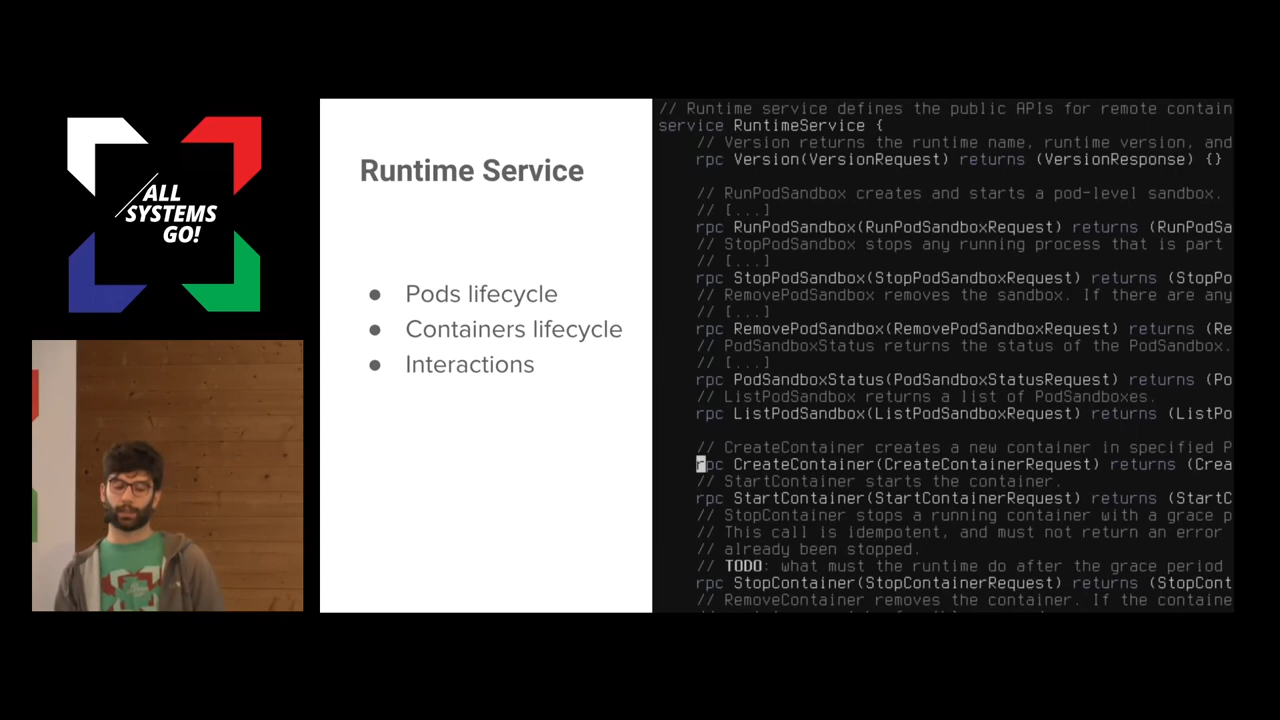 ALL
SYSTEMS
GO!
Runtime Service
● Pods lifecycle
● Containers lifecycle
● Interactions
// Runtime service defines the public APIs for remote contain
service RuntimeService {
// Version returns the runtime name, runtime version, and
rpc Version(VersionRequest) returns (VersionResponse) {}
// RunPodSandbox creates and starts a pod-level sandbox.
// [...]
rpc RunPodSandbox(RunPodSandboxRequest) returns (RunPodSa
// StopPodSandbox stops any running process that is part
// [...]
rpc StopPodSandbox(StopPodSandboxRequest) returns (StopPo
// RemovePodSandbox removes the sandbox. If there are any
// [...]
rpc RemovePodSandbox(RemovePodSandboxRequest) returns (Re
// PodSandboxStatus returns the status of the PodSandbox.
// [...]
rpc PodSandboxStatus(PodSandboxStatusRequest) returns (Po
// ListPodSandbox returns a list of PodSandboxes.
rpc ListPodSandbox(ListPodSandboxRequest) returns (ListPo
// CreateContainer creates a new container in specified P
rpc CreateContainer(CreateContainerRequest) returns (Crea
// StartContainer starts the container.
rpc StartContainer(StartContainerRequest) returns (StartC
// StopContainer stops a running container with a grace p
// This call is idempotent, and must not return an error
// already been stopped.
// TODO: what must the runtime do after the grace period
rpc StopContainer(StopContainerRequest) returns (StopCont
// RemoveContainer removes the container. If the containe